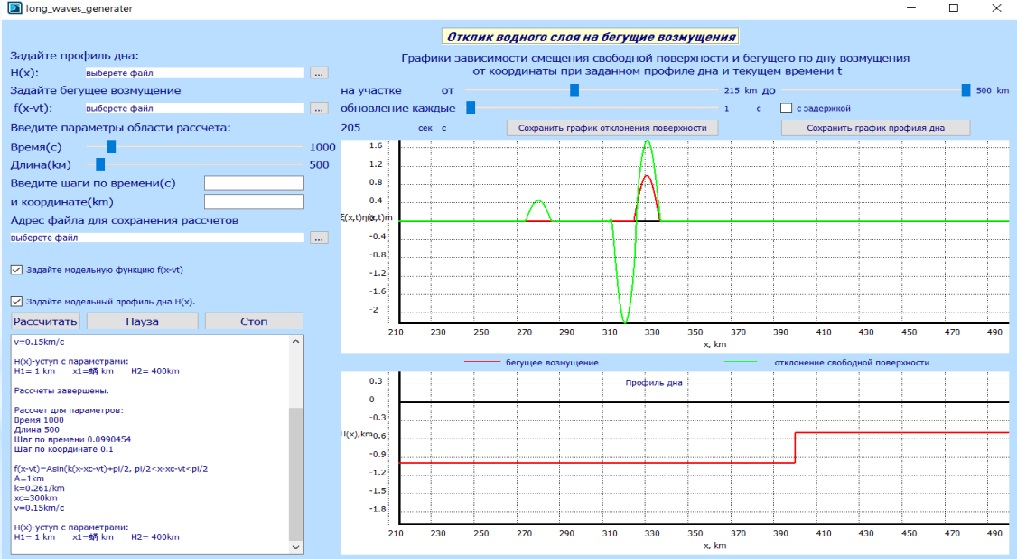 long_waves_generater
Отклик водного слоя на бегущие возмущения
Задайте профиль дна:
H(x): выберете файл ...
Задайте бегущее возмущение
f(x-vt): выберете файл ...
Введите параметры области рассчета:
Время(с) 1000
Длина(км) 500
Введите шаги по времени(с)
и координате(км)
Адрес файла для сохранения рассчетов
выберете файл ...
Задайте модельную функцию f(x-vt)
Задайте модельный профиль дна H(x).
Рассчитать Пауза Стоп
v=0.15km/c
H(x)-уступ с параметрами:
H1= 1 km x1= km H2= 400km
Рассчеты завершены.
Рассчет для параметров:
Время 1000
Длина 500
Шаг по времени 0.0990454
Шаг по координате 0.1
f(x-vt)=Asin(k(x-xc-vt)+pi/2, pi/2<x-xc-vt<pi/2
A=1km
k=0.261/km
xc=300km
v=0.15km/c
H(x)-уступ с параметрами:
H1= 1 km x1= km H2= 400km
Графики зависимости смещения свободной поверхности и бегущего по дну возмущения
от координаты при заданном профиле дна и текущем времени t
на участке от 215 km до 500 km
обновление каждые 1 с с задержкой
205 сек с Сохранить график отклонения поверхности Сохранить график профиля дна
1.6
1.2
0.8
0.4
0
-0.4
-0.8
-1.2
-1.6
-2
210 230 250 270 290 310 330 350 370 390 410 430 450 470 490
x, km
бегущее возмущение отклонение свободной поверхности
Профиль дна
0.3
0
-0.3
H(x),km
-0.6
-0.9
-1.2
-1.5
-1.8
210 230 250 270 290 310 330 350 370 390 410 430 450 470 490
x, km